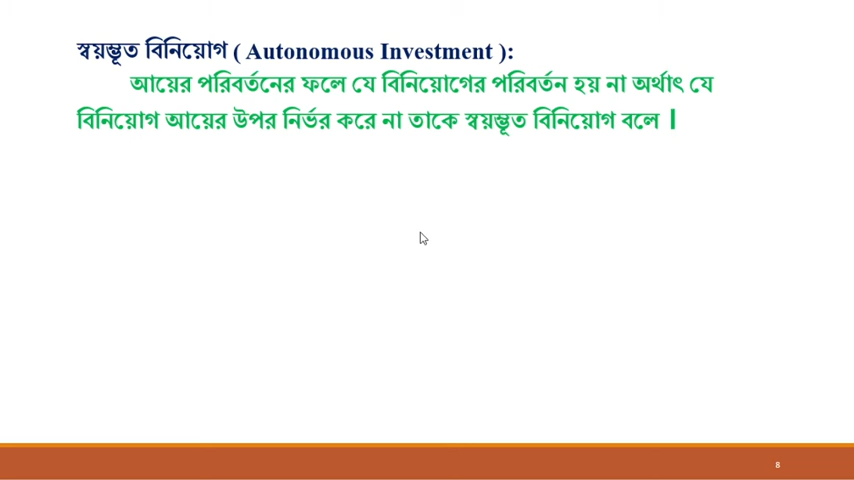 স্বয়ম্ভূত বিনিয়োগ ( Autonomous Investment ):
আয়ের পরিবর্তনের ফলে যে বিনিয়োগের পরিবর্তন হয় না অর্থাৎ যে
বিনিয়োগ আয়ের উপর নির্ভর করে না তাকে স্বয়ম্ভূত বিনিয়োগ বলে ।
8